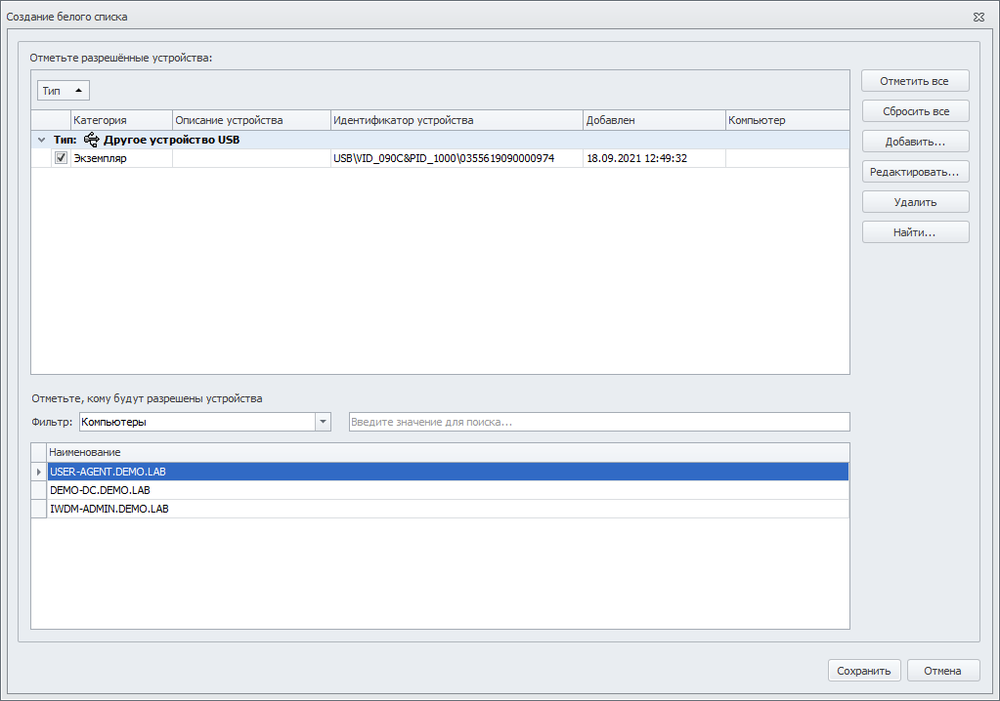 Создание белого списка
Отметьте разрешённые устройства:
Тип
Отметить все
Сбросить все
Добавить...
Редактировать...
Удалить
Найти...
Категория Описание устройства Идентификатор устройства Добавлен Компьютер
Тип: Другое устройство USB
Экземпляр USB\VID_090C&PID_1000\0355619090000974 18.09.2021 12:49:32
Отметьте, кому будут разрешены устройства
Фильтр: Компьютеры Введите значение для поиска...
Наименование
USER-AGENT.DEMO.LAB
DEMO-DC.DEMO.LAB
IWDM-ADMIN.DEMO.LAB
Сохранить Отмена